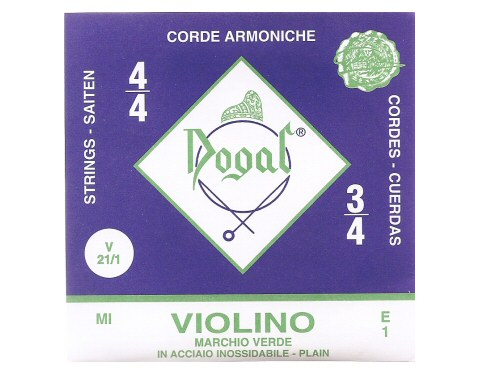 CORDE ARMONICHE
4
4
STRINGS - SAITEN
Dogal®
CORDES - CUERDAS
3
4
V
21/1
MI
VIOLINO
E
1
MARCHIO VERDE
IN ACCIAIO INOSSIDABILE - PLAIN